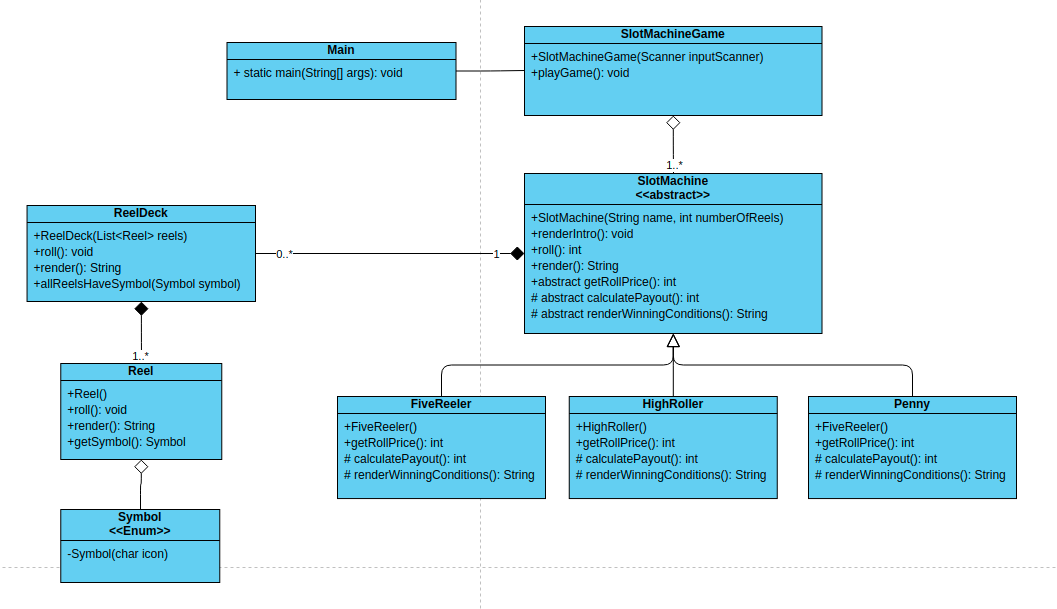 Main
+ static main(String[] args): void
SlotMachineGame
+SlotMachineGame(Scanner inputScanner)
+playGame(): void
1..*
SlotMachine
<<abstract>>
+SlotMachine(String name, int numberOfReels)
+renderIntro(): void
+roll(): int
+render(): String
+abstract getRollPrice(): int
# abstract calculatePayout(): int
# abstract renderWinningConditions(): String
ReelDeck
+ReelDeck(List<Reel> reels)
+roll(): void
+render(): String
+allReelsHaveSymbol(Symbol symbol)
0..*
1
1..*
Reel
+Reel()
+roll(): void
+render(): String
+getSymbol(): Symbol
Symbol
<<Enum>>
-Symbol(char icon)
FiveReeler
+FiveReeler()
+getRollPrice(): int
# calculatePayout(): int
# renderWinningConditions(): String
HighRoller
+HighRoller()
+getRollPrice(): int
# calculatePayout(): int
# renderWinningConditions(): String
Penny
+FiveReeler()
+getRollPrice(): int
# calculatePayout(): int
# renderWinningConditions(): String